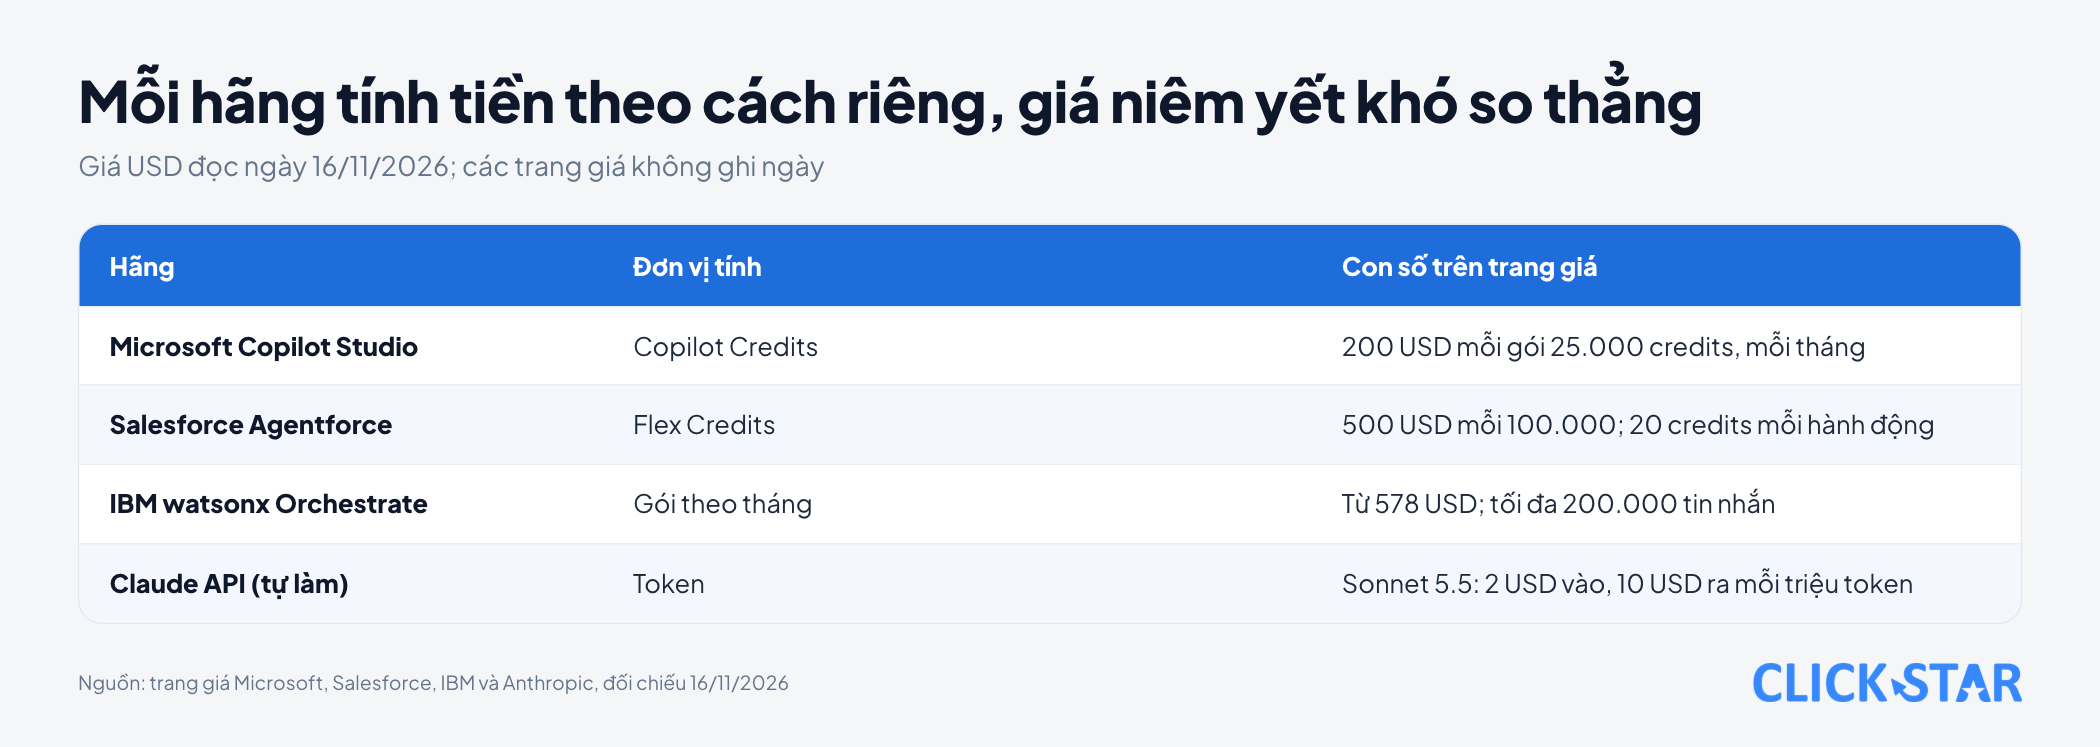 Mỗi hãng tính tiền theo cách riêng, giá niêm yết khó so thẳng
Giá USD đọc ngày 16/11/2026; các trang giá không ghi ngày
Hãng Đơn vị tính Con số trên trang giá
Microsoft Copilot Studio Copilot Credits 200 USD mỗi gói 25.000 credits, mỗi tháng
Salesforce Agentforce Flex Credits 500 USD mỗi 100.000; 20 credits mỗi hành động
IBM watsonx Orchestrate Gói theo tháng Từ 578 USD; tối đa 200.000 tin nhắn
Claude API (tự làm) Token Sonnet 5.5: 2 USD vào, 10 USD ra mỗi triệu token
Nguồn: trang giá Microsoft, Salesforce, IBM và Anthropic, đối chiếu 16/11/2026
CLICK STAR